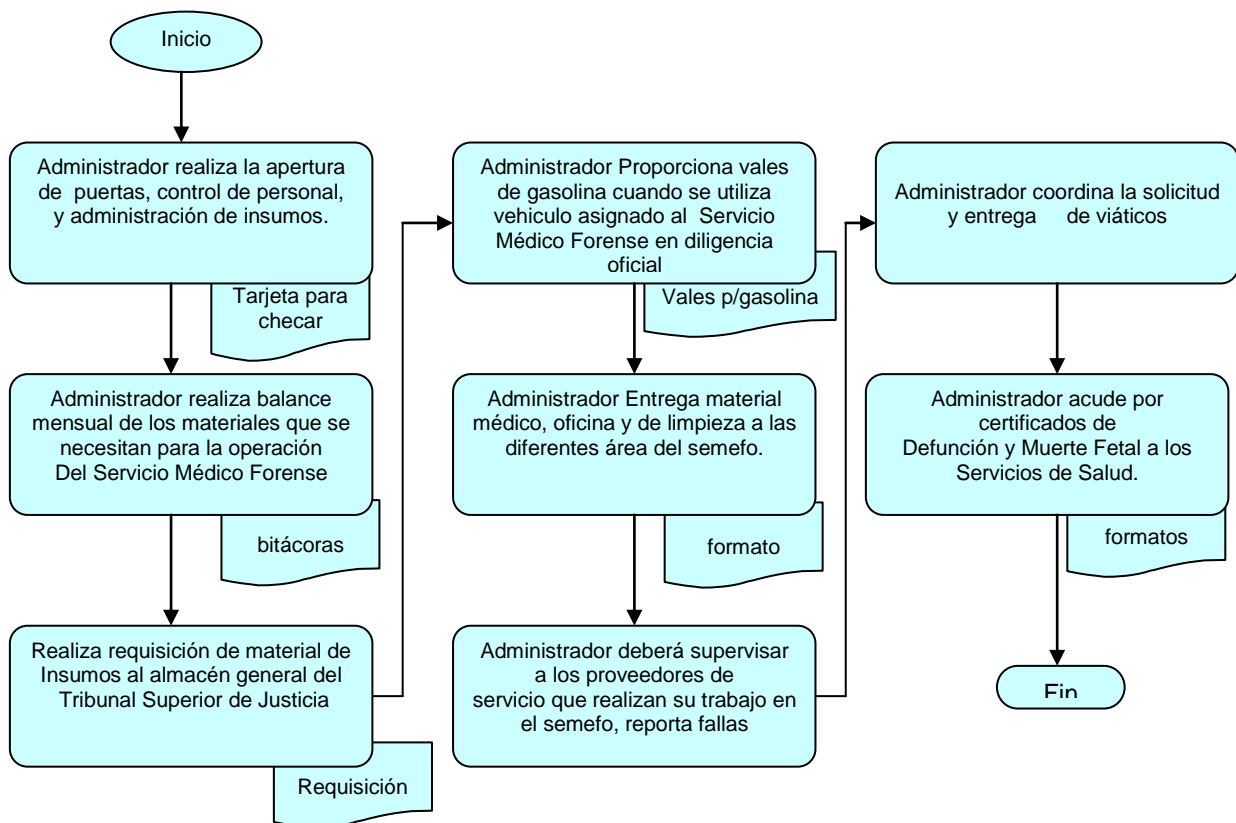 Inicio
Administrador realiza la apertura
de puertas, control de personal,
y administración de insumos.
Tarjeta para
checar
Administrador realiza balance
mensual de los materiales que se
necesitan para la operación
Del Servicio Médico Forense
bitácoras
Realiza requisición de material de
Insumos al almacén general del
Tribunal Superior de Justicia
Requisición
Administrador Proporciona vales
de gasolina cuando se utiliza
vehiculo asignado al Servicio
Médico Forense en diligencia
oficial
Vales p/gasolina
Administrador Entrega material
médico, oficina y de limpieza a las
diferentes área del semefo.
formato
Administrador deberá supervisar
a los proveedores de
servicio que realizan su trabajo en
el semefo, reporta fallas
Administrador coordina la solicitud
y entrega de viáticos
Administrador acude por
certificados de
Defunción y Muerte Fetal a los
Servicios de Salud.
formatos
Fin